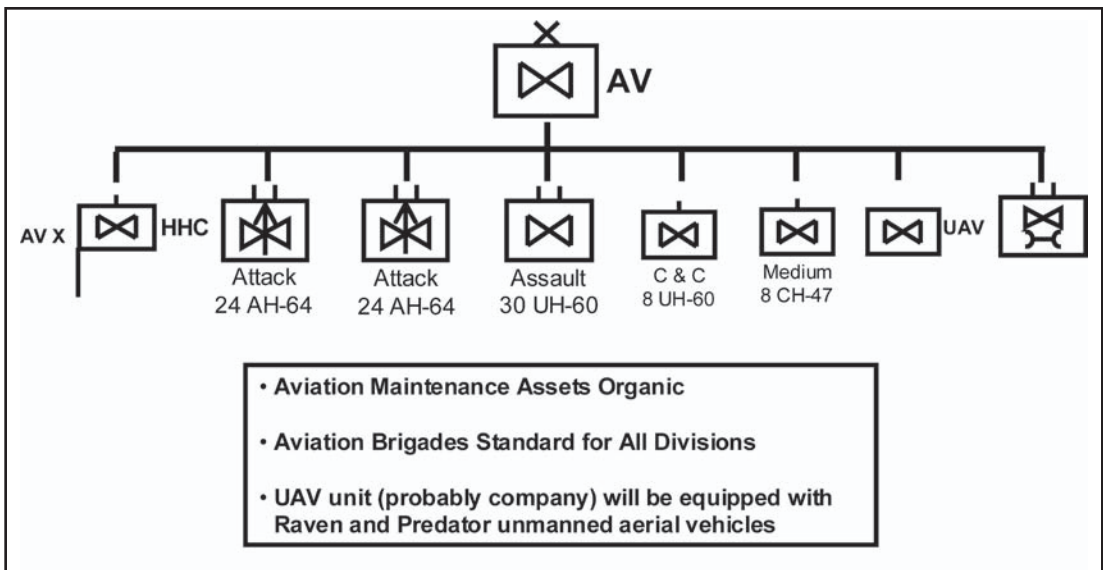 AV
AV X
HHC
Attack
24 AH-64
Attack
24 AH-64
Assault
30 UH-60
C & C
8 UH-60
Medium
8 CH-47
UAV
• Aviation Maintenance Assets Organic
• Aviation Brigades Standard for All Divisions
• UAV unit (probably company) will be equipped with
Raven and Predator unmanned aerial vehicles